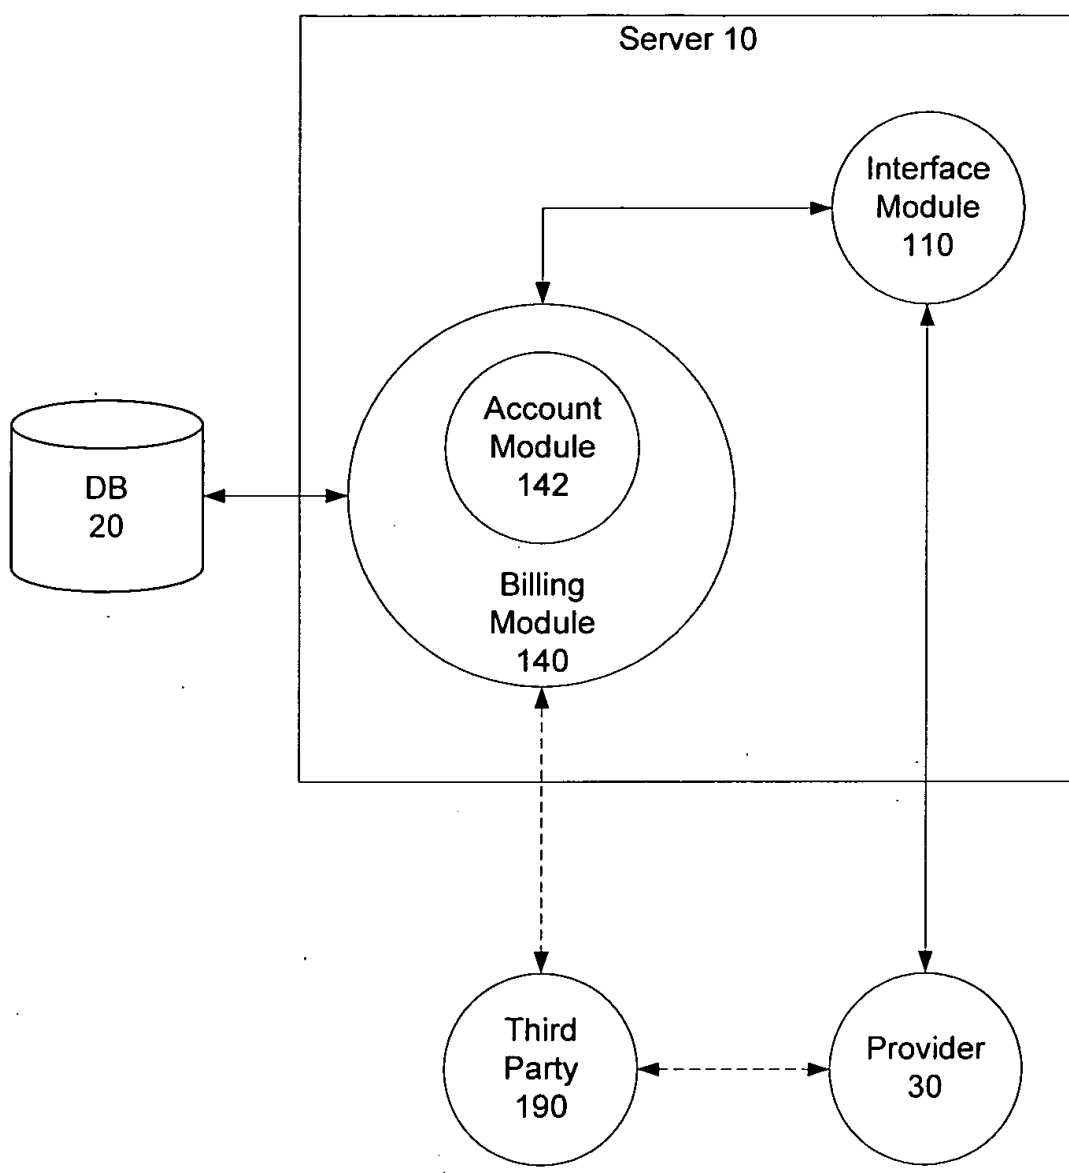 Server 10
Interface
Module
110
Account
Module
142
DB
20
Billing
Module
140
Third
Party
190
Provider
30